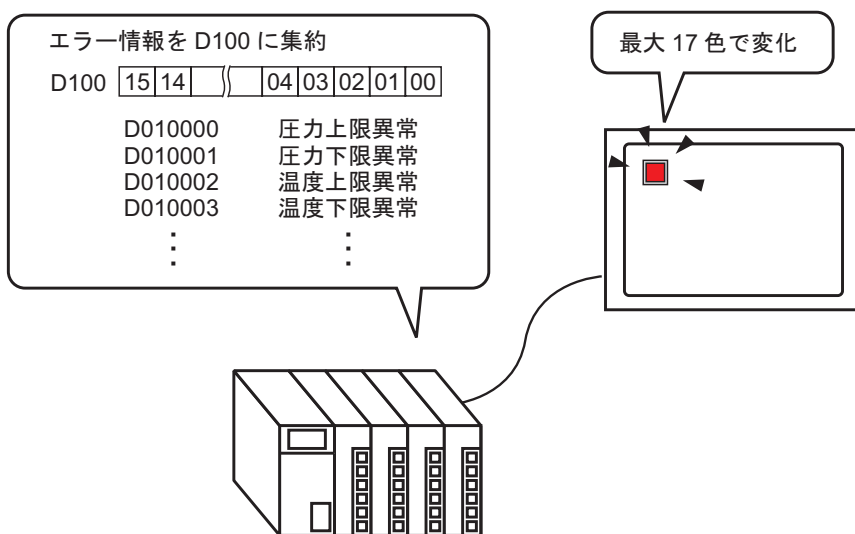 エラー情報を D100 に集約
D100 15 14 04 03 02 01 00
D010000 圧力上限異常
D010001 圧力下限異常
D010002 温度上限異常
D010003 温度下限異常
最大 17 色で変化